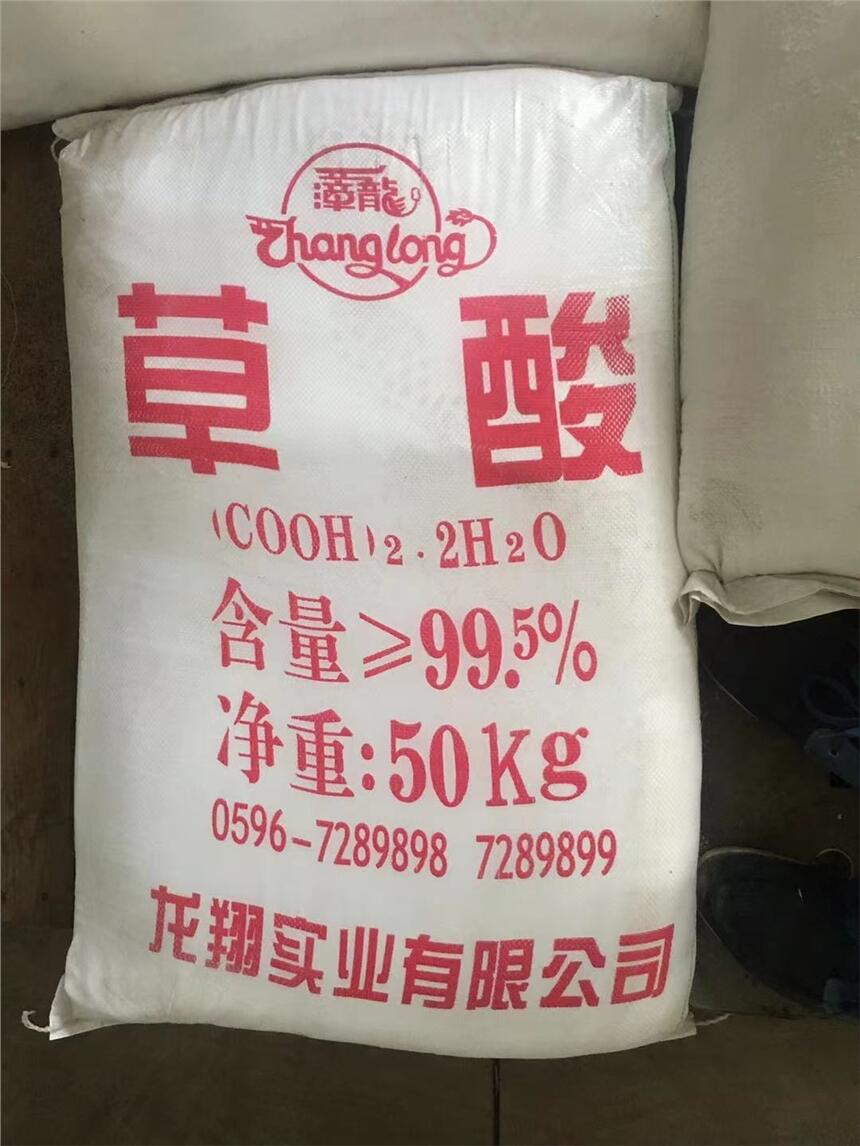 漳龍
Zhanglong
草酸
(COOH)₂·2H₂O
含量≥99.5%
净重:50Kg
0596-7289898 7289899
龙翔实业有限公司